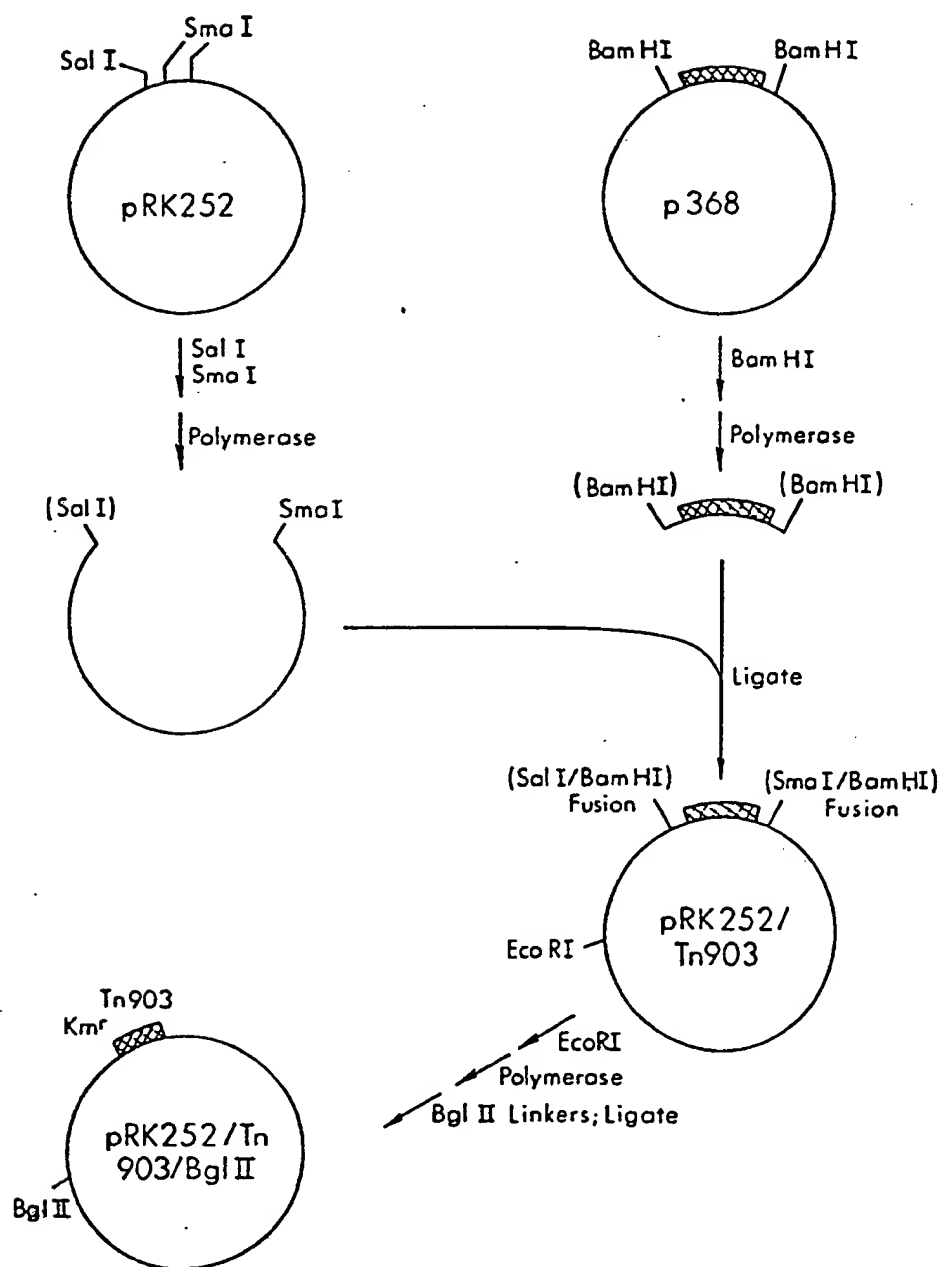 Sma I
Sal I
pRK252
Bam HI
Bam HI
p368
Sal I
Sma I
Polymerase
Bam HI
Polymerase
(Sal I)
Sma I
(Bam HI)
(Bam HI)
Ligate
(Sal I/Bam HI)
Fusion
(Sma I/Bam HI)
Fusion
pRK252/
Tn903
Eco RI
EcoRI
Polymerase
Bgl II Linkers; Ligate
Tn903
Kmr
pRK252/Tn
903/Bgl II
Bgl II